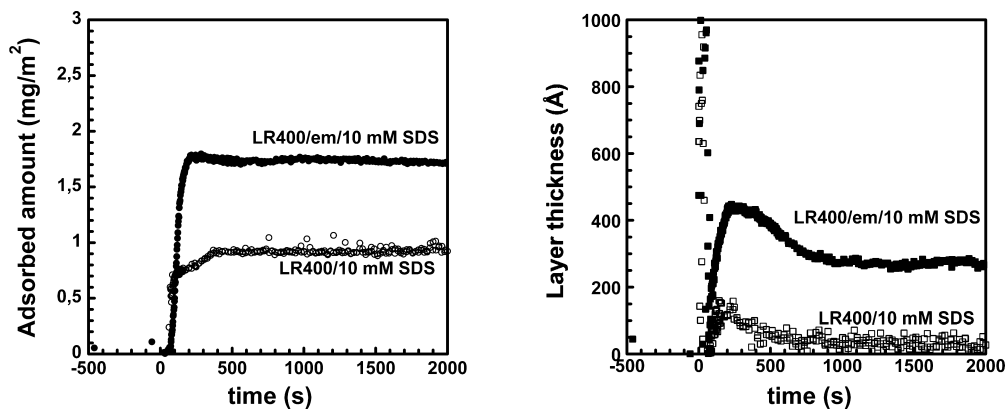 Adsorbed amount (mg/m2)
3
2,5
2
1,5
1
0,5
0
-500 0 500 1000 1500 2000
time (s)
LR400/em/10 mM SDS
LR400/10 mM SDS
Layer thickness (Å)
1000
800
600
400
200
0
-500 0 500 1000 1500 2000
time (s)
LR400/em/10 mM SDS
LR400/10 mM SDS